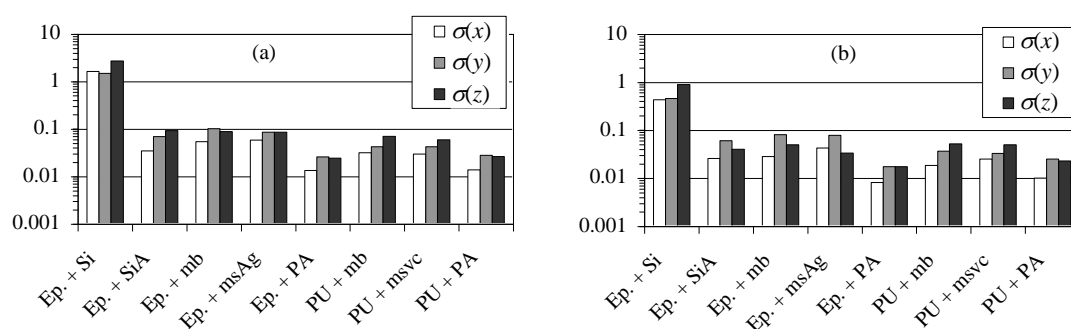 (a)
σ(x)
σ(y)
σ(z)
10
1
0.1
0.01
0.001
Ep. + Si
Ep. + SiA
Ep. + mb
Ep. + msAg
Ep. + PA
PU + mb
PU + msvc
PU + PA
(b)
σ(x)
σ(y)
σ(z)
10
1
0.1
0.01
0.001
Ep. + Si
Ep. + SiA
Ep. + mb
Ep. + msAg
Ep. + PA
PU + mb
PU + msvc
PU + PA